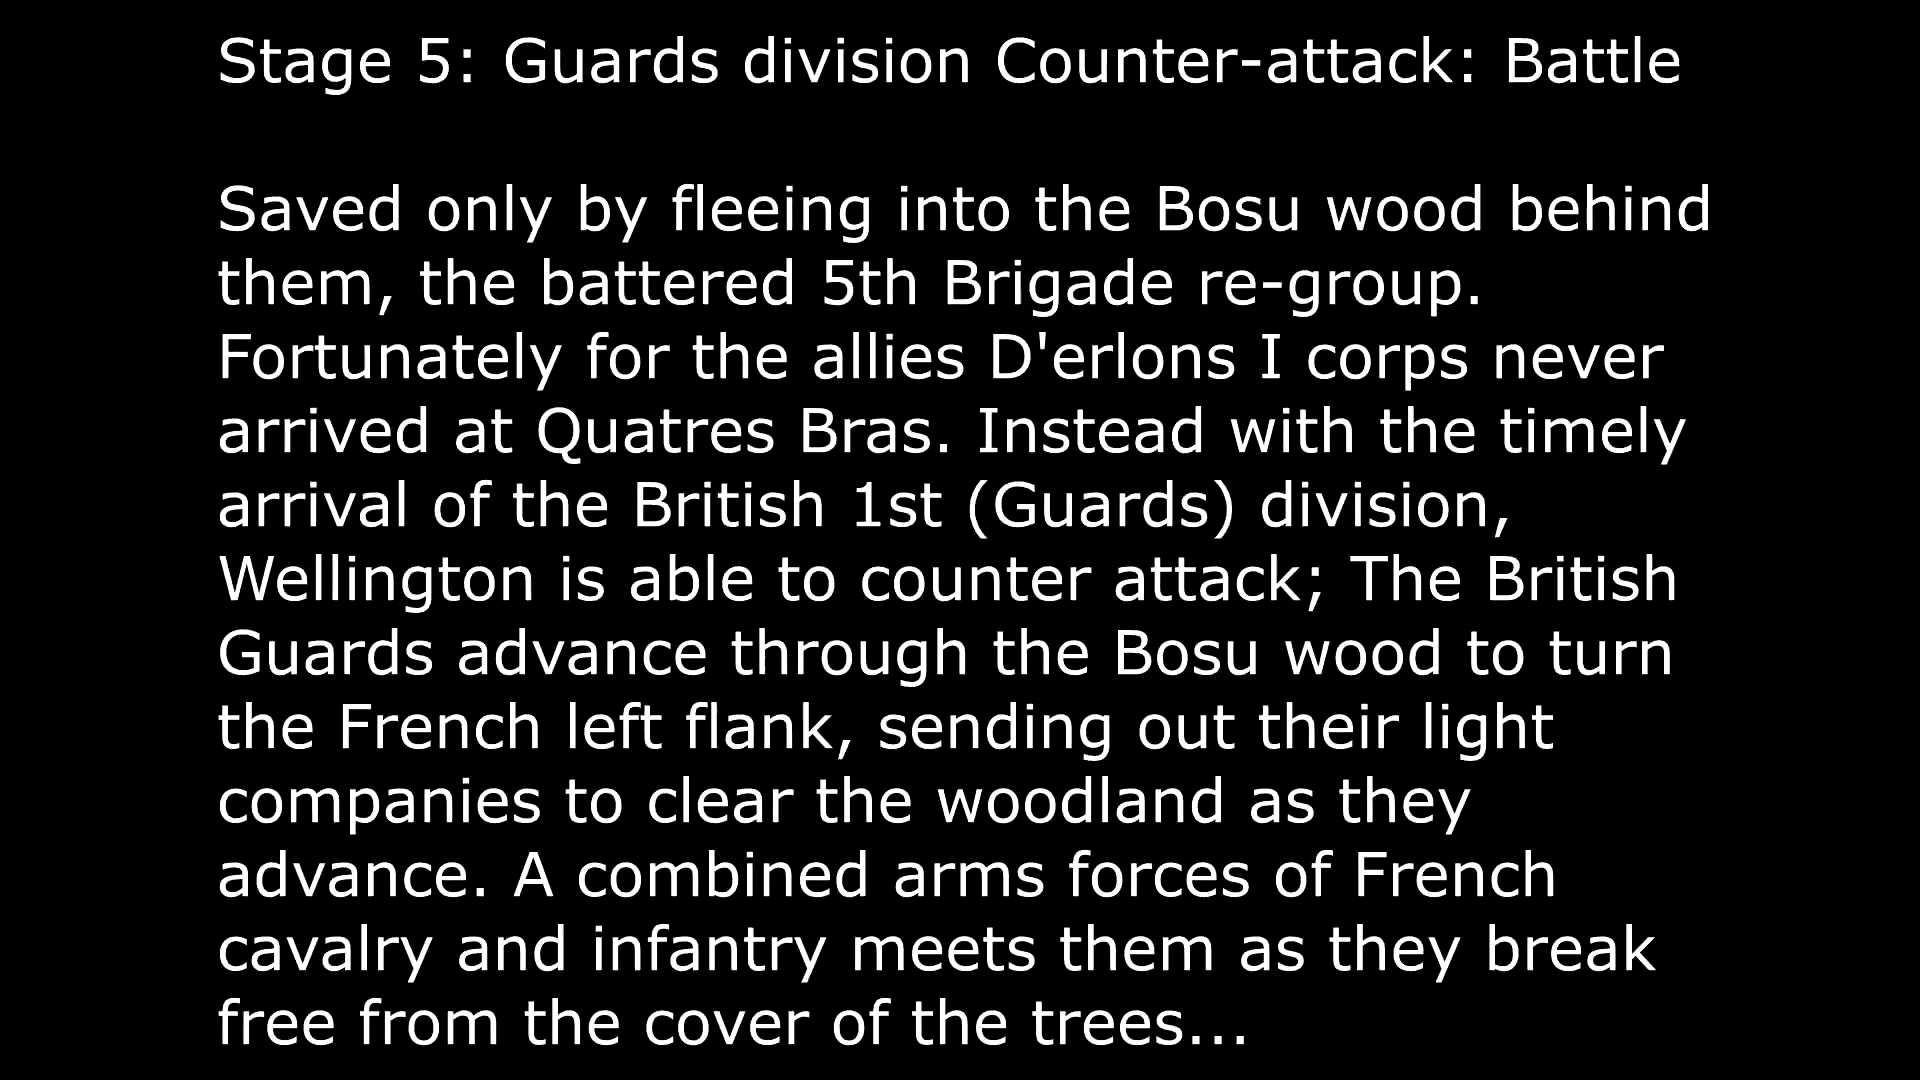 Stage 5: Guards division Counter-attack: Battle
Saved only by fleeing into the Bosu wood behind
them, the battered 5th Brigade re-group.
Fortunately for the allies D'erlons I corps never
arrived at Quatres Bras. Instead with the timely
arrival of the British 1st (Guards) division,
Wellington is able to counter attack; The British
Guards advance through the Bosu wood to turn
the French left flank, sending out their light
companies to clear the woodland as they
advance. A combined arms forces of French
cavalry and infantry meets them as they break
free from the cover of the trees...